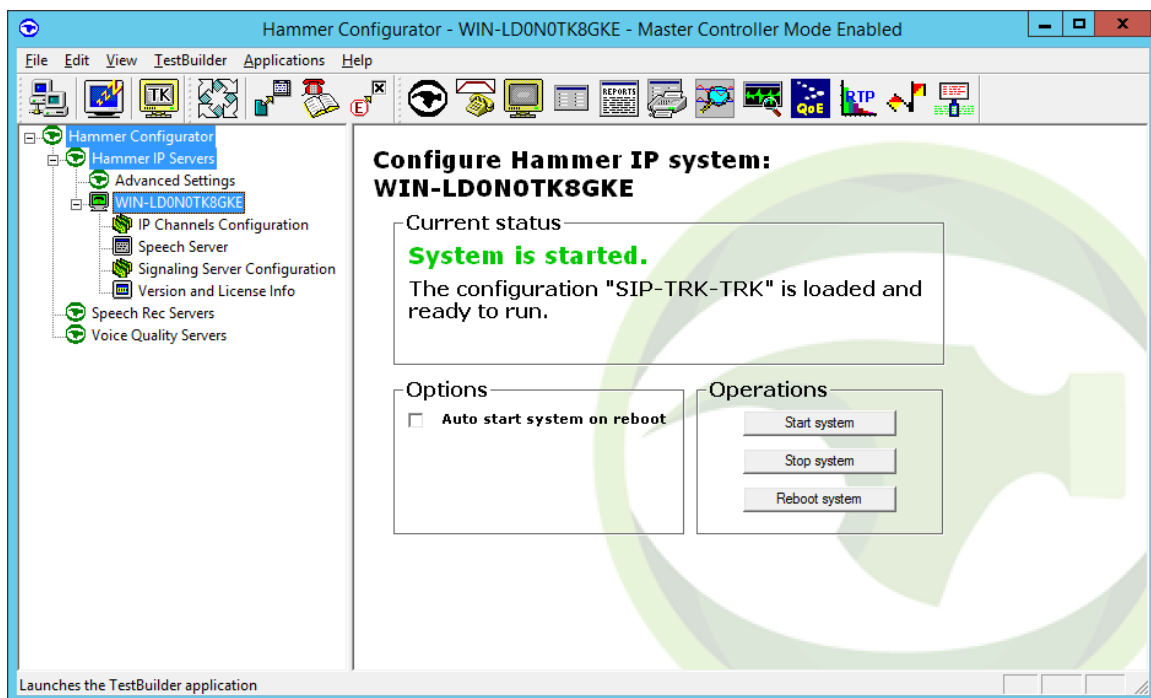 Hammer Configurator - WIN-LD0N0TK8GKE - Master Controller Mode Enabled
File Edit View TestBuilder Applications Help
TK
E
REPORTS
QoE
RTP
Hammer Configurator
Hammer IP Servers
Advanced Settings
WIN-LD0N0TK8GKE
IP Channels Configuration
Speech Server
Signaling Server Configuration
Version and License Info
Speech Rec Servers
Voice Quality Servers
Configure Hammer IP system:
WIN-LD0N0TK8GKE
Current status
System is started.
The configuration "SIP-TRK-TRK" is loaded and
ready to run.
Options
Auto start system on reboot
Operations
Start system
Stop system
Reboot system
Launches the TestBuilder application